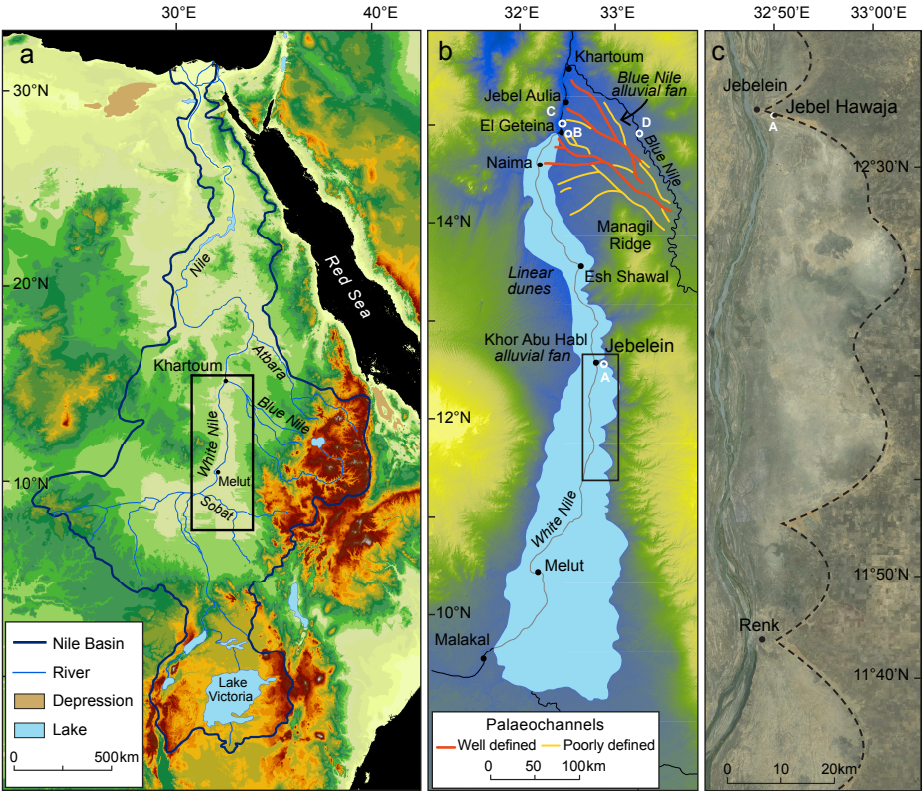 30°E
40°E
a
30°N
20°N
10°N
Nile
Red Sea
Atbara
Khartoum
Blue Nile
White Nile
Melut
Sobat
Lake
Victoria
Nile Basin
River
Depression
Lake
0
500km
32°E
33°E
b
Khartoum
Blue Nile
alluvial fan
Jebel Aulia
C
D
El Geteina
B
Blue Nile
Naima
14°N
Managil
Ridge
Linear
dunes
Esh Shawal
Khor Abu Habl
alluvial fan
Jebelein
A
12°N
White Nile
Melut
10°N
Malakal
Palaeochannels
Well defined
Poorly defined
0
50
100km
32°50'E
33°00'E
c
Jebelein
Jebel Hawaja
A
12°30'N
11°50'N
Renk
11°40'N
0
10
20km